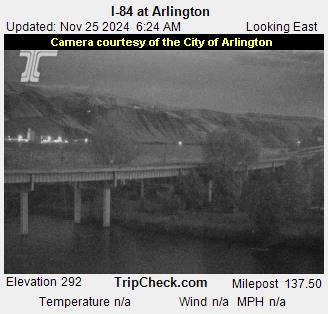 I-84 at Arlington
Updated: Nov 25 2024 6:24 AM Looking East
Camera courtesy of the City of Arlington
Elevation 292 TripCheck.com Milepost 137.50
Temperature n/a Wind n/a MPH n/a